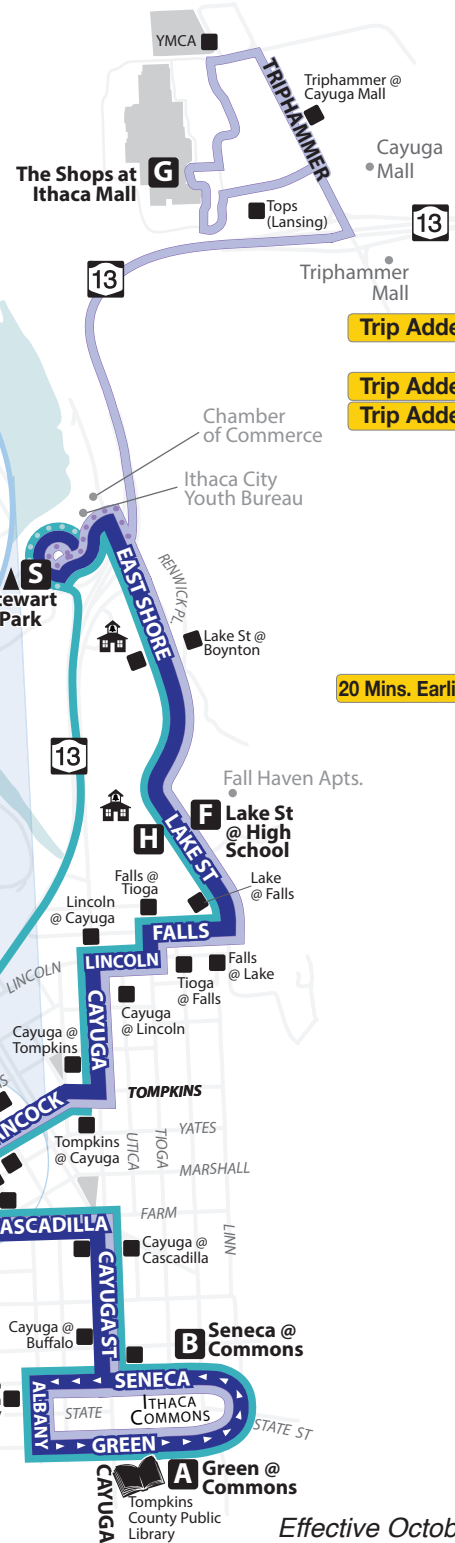 YMCA
TRIPHAMMER
Triphammer @
Cayuga Mall
Cayuga
Mall
The Shops at
Ithaca Mall
G
Tops
(Lansing)
13
13
Triphammer
Mall
Trip Adde
Trip Adde
Trip Adde
Chamber
of Commerce
Ithaca City
Youth Bureau
S
tewart
Park
EAST SHORE
RENWICK PL
Lake St @
Boynton
20 Mins. Earli
13
Fall Haven Apts.
F
Lake St
@ High
School
H
LAKE ST
Falls @
Tioga
Lake
@ Falls
Lincoln
@ Cayuga
FALLS
LINCOLN
LINCOLN
Falls
@ Lake
Tioga
@ Falls
CAYUGA
Cayuga
@ Lincoln
Cayuga @
Tompkins
TOMPKINS
NCOCK
Tompkins
@ Cayuga
UTICA
TIOGA
YATES
MARSHALL
FARM
LINN
ASCADILLA
Cayuga @
Cascadilla
CAYUGA ST
Cayuga @
Buffalo
B
Seneca @
Commons
SENECA
ALBANY
STATE
ITHACA
COMMONS
STATE ST
GREEN
CAYUGA
A
Green @
Commons
Tompkins
County Public
Library
Effective Octob